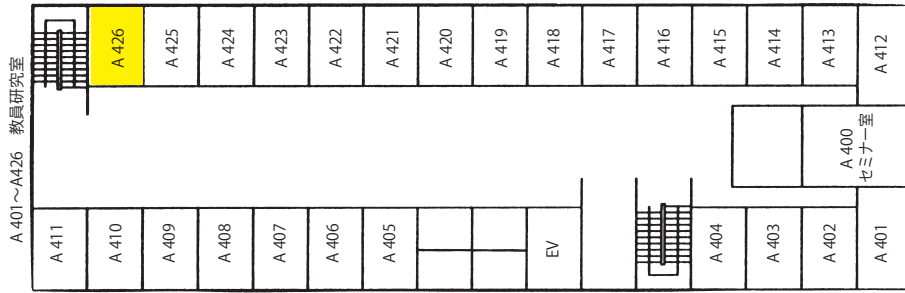 A 401～A426　教員研究室
A 426
A 425
A 424
A 423
A 422
A 421
A 420
A 419
A 418
A 417
A 416
A 415
A 414
A 413
A 412
A 400
セミナー室
A 411
A 410
A 409
A 408
A 407
A 406
A 405
EV
A 404
A 403
A 402
A 401